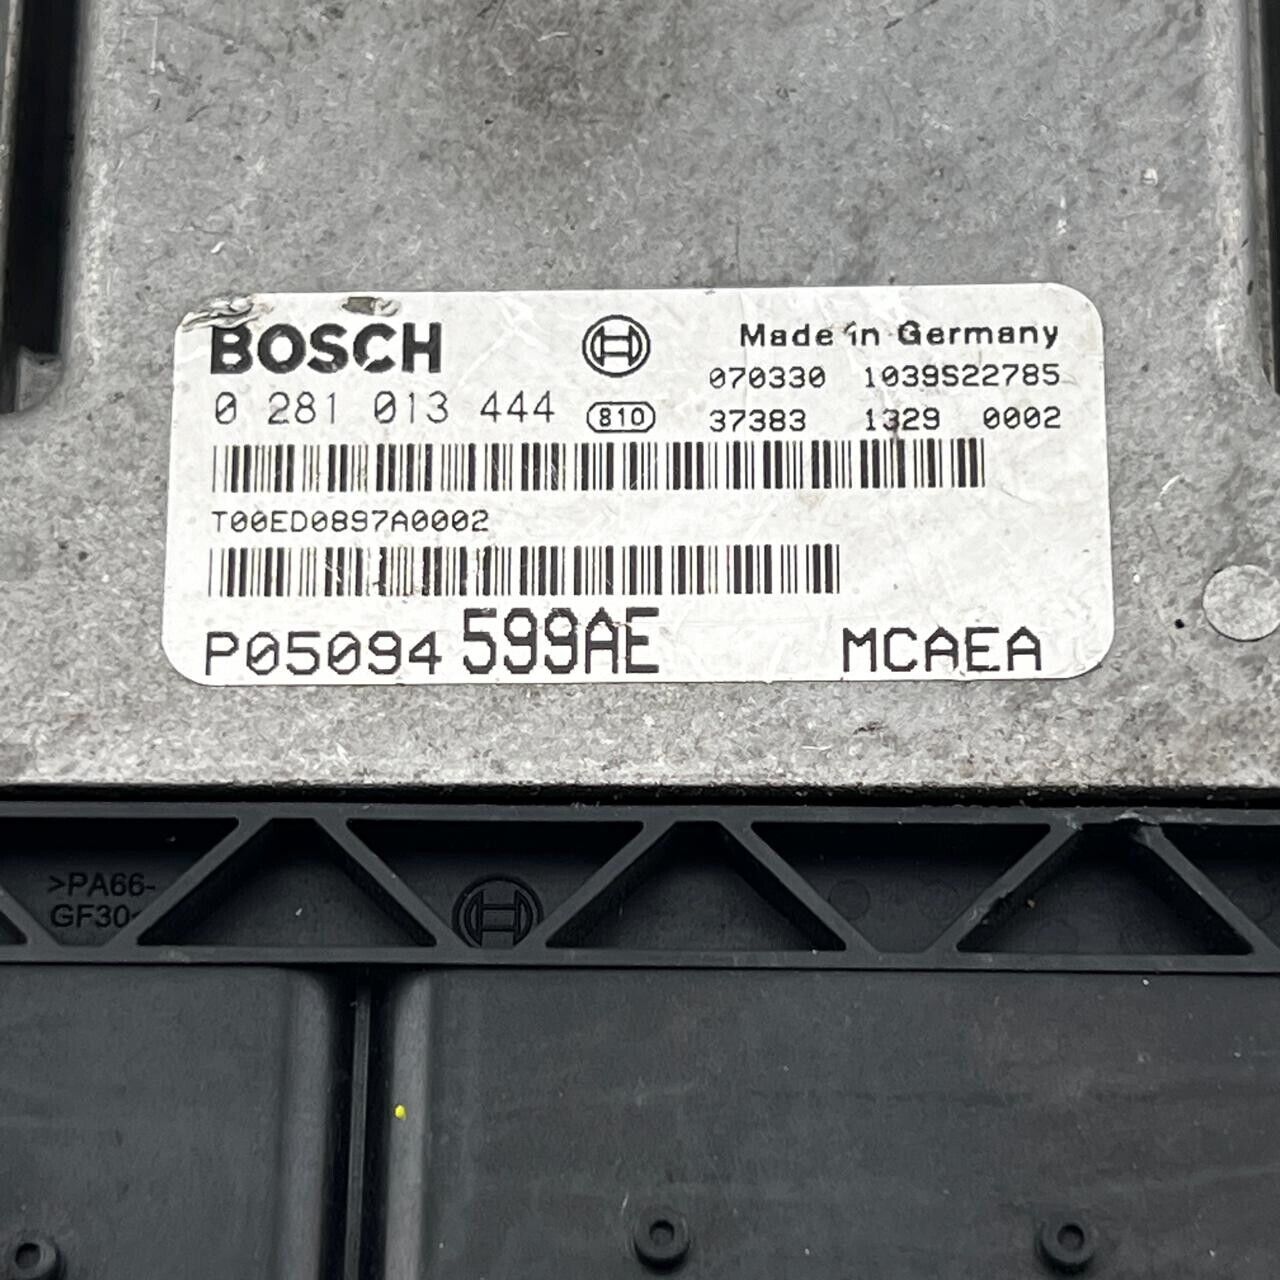 BOSCH Made in Germany
070330 1039S22785
0 281 013 444 810 37383 1329 0002
T00ED0897A0002
P05094 599AE MCAEA
>PA66-
GF30<